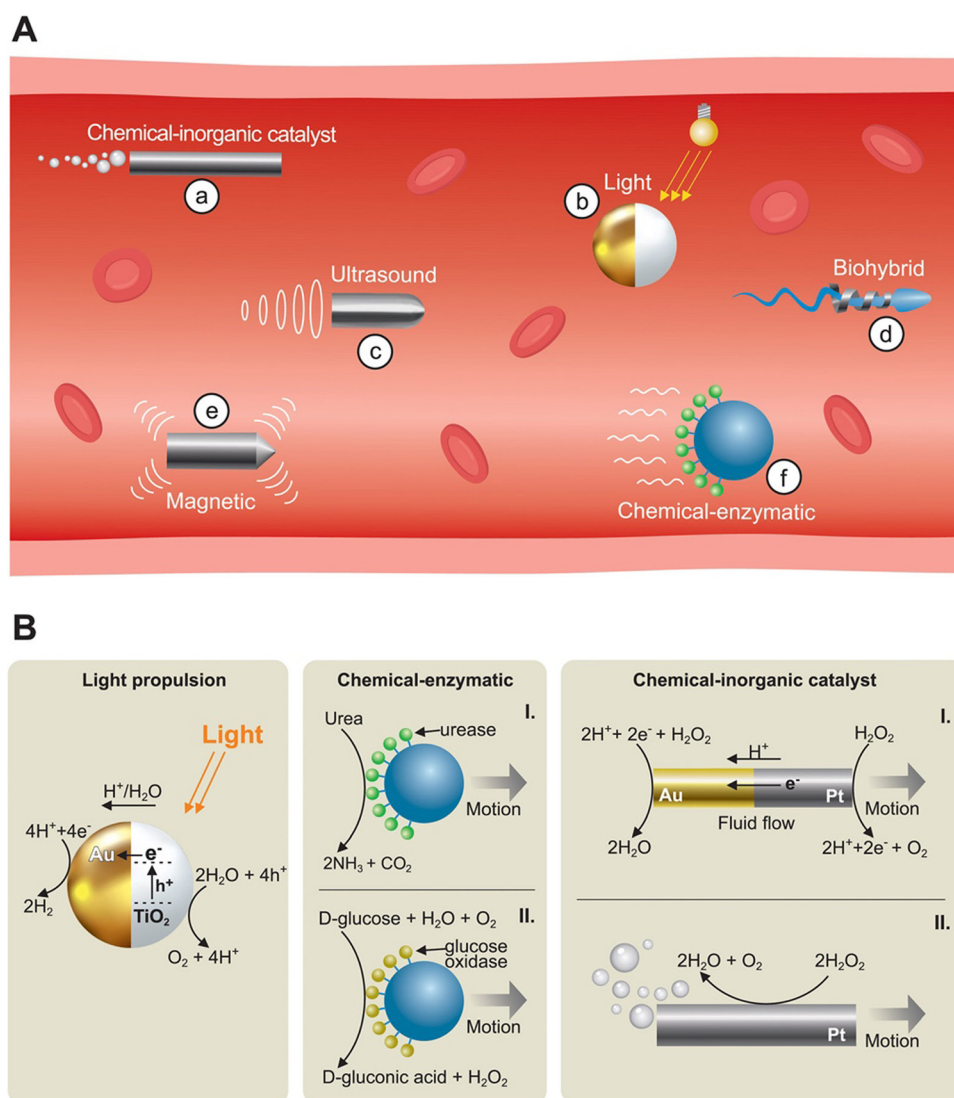 A
Chemical-inorganic catalyst
a
Light
b
Ultrasound
c
Biohybrid
d
e
Magnetic
f
Chemical-enzymatic
B
Light propulsion
Light
H⁺/H₂O
4H⁺+4e⁻
Au
e⁻
h⁺
TiO₂
2H₂
2H₂O + 4h⁺
O₂ + 4H⁺
Chemical-enzymatic
I.
Urea
urease
Motion
2NH₃ + CO₂
II.
D-glucose + H₂O + O₂
glucose
oxidase
Motion
D-gluconic acid + H₂O₂
Chemical-inorganic catalyst
I.
2H⁺+ 2e⁻ + H₂O₂
H⁺
H₂O₂
e⁻
Au
Pt
Motion
Fluid flow
2H₂O
2H⁺+2e⁻ + O₂
II.
2H₂O + O₂
2H₂O₂
Pt
Motion